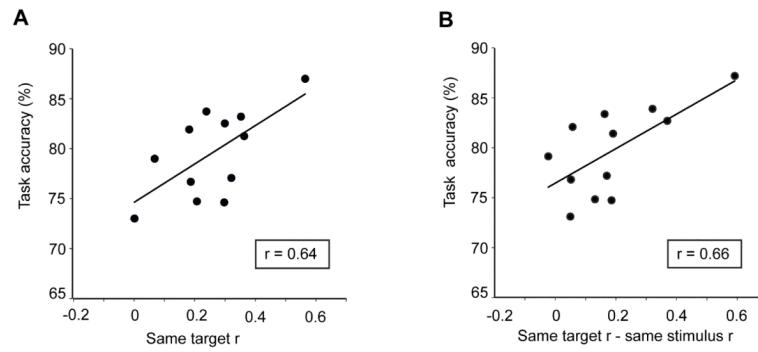 A
Task accuracy (%)
90
85
80
75
70
65
-0.2
0
0.2
0.4
0.6
Same target r
r = 0.64
B
Task accuracy (%)
90
85
80
75
70
65
-0.2
0
0.2
0.4
0.6
Same target r - same stimulus r
r = 0.66